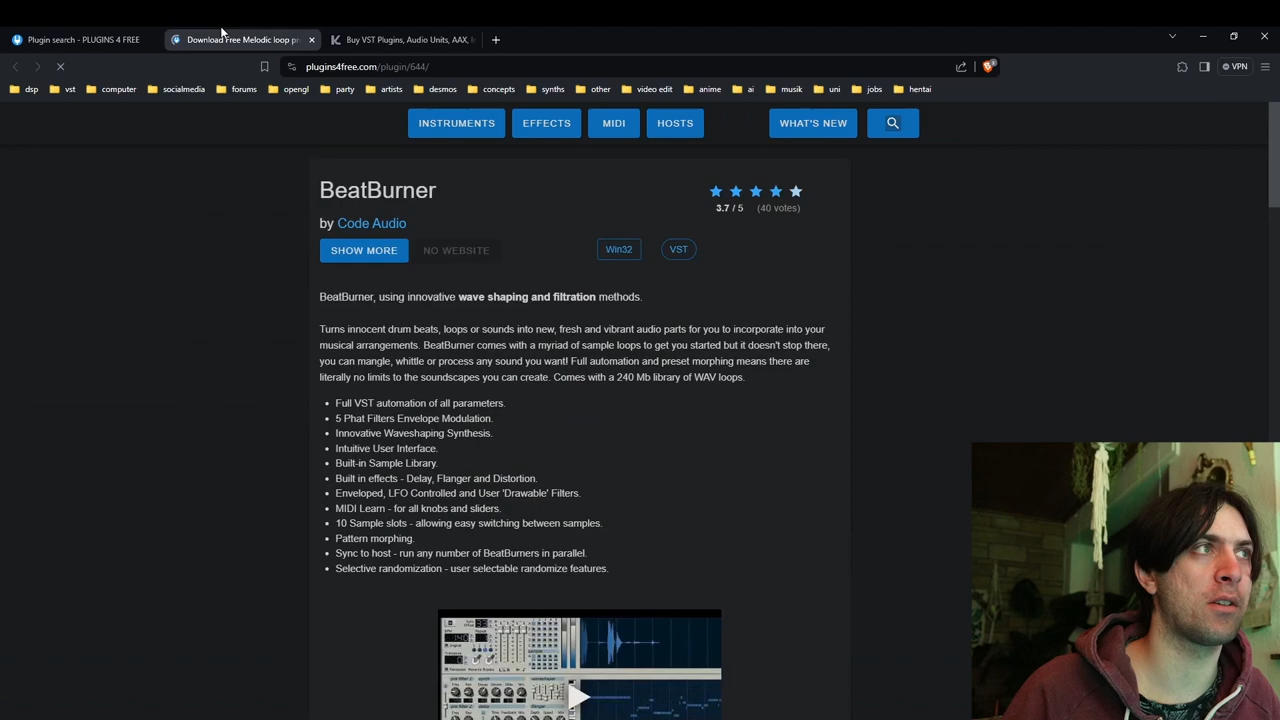 Plugin search - PLUGINS 4 FREE
Download Free Melodic loop pr
Buy VST Plugins, Audio Units, AAX,
plugins4free.com/plugin/644/
VPN
dsp
vst
computer
socialmedia
forums
opengl
party
artists
desmos
concepts
synths
other
video edit
anime
ai
musik
uni
jobs
hentai
INSTRUMENTS
EFFECTS
MIDI
HOSTS
WHAT'S NEW
BeatBurner
3.7 / 5 (40 votes)
by Code Audio
SHOW MORE
NO WEBSITE
Win32
VST
BeatBurner, using innovative wave shaping and filtration methods.
Turns innocent drum beats, loops or sounds into new, fresh and vibrant audio parts for you to incorporate into your
musical arrangements. BeatBurner comes with a myriad of sample loops to get you started but it doesn't stop there,
you can mangle, whittle or process any sound you want! Full automation and preset morphing means there are
literally no limits to the soundscapes you can create. Comes with a 240 Mb library of WAV loops.
• Full VST automation of all parameters.
• 5 Phat Filters Envelope Modulation.
• Innovative Waveshaping Synthesis.
• Intuitive User Interface.
• Built-in Sample Library.
• Built in effects - Delay, Flanger and Distortion.
• Enveloped, LFO Controlled and User 'Drawable' Filters.
• MIDI Learn - for all knobs and sliders.
• 10 Sample slots - allowing easy switching between samples.
• Pattern morphing.
• Sync to host - run any number of BeatBurners in parallel.
• Selective randomization - user selectable randomize features.